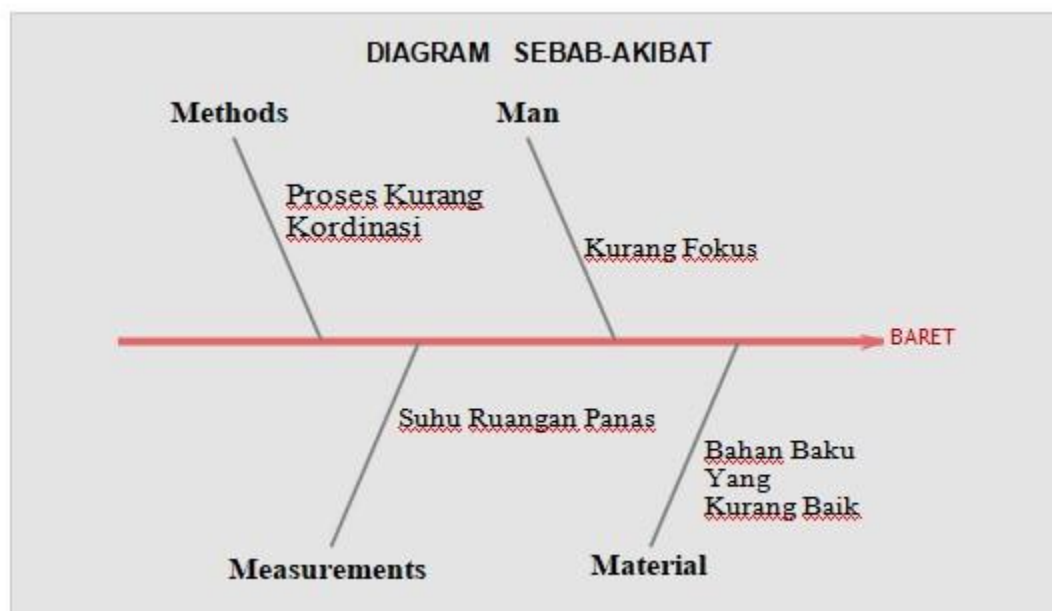 DIAGRAM SEBAB-AKIBAT
Methods
Man
Proses Kurang
Kordinasi
Kurang Fokus
BARET
Suhu Ruangan Panas
Bahan Baku
Yang
Kurang Baik
Measurements
Material